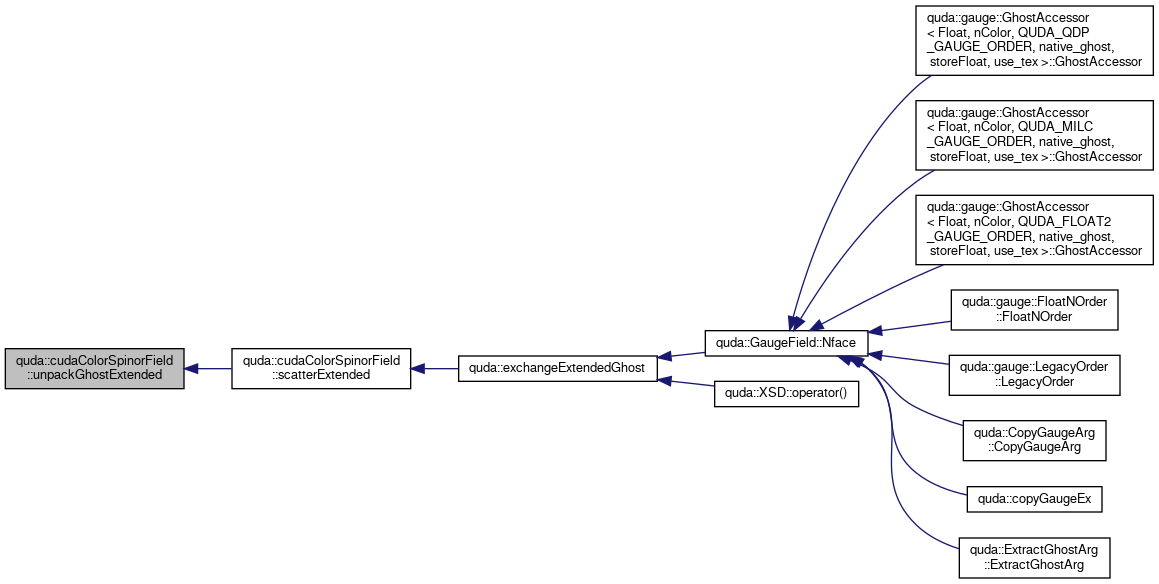 quda::cudaColorSpinorField
::unpackGhostExtended
quda::cudaColorSpinorField
::scatterExtended
quda::exchangeExtendedGhost
quda::GaugeField::Nface
quda::XSD::operator()
quda::gauge::GhostAccessor
< Float, nColor, QUDA_QDP
_GAUGE_ORDER, native_ghost,
storeFloat, use_tex >::GhostAccessor
quda::gauge::GhostAccessor
< Float, nColor, QUDA_MILC
_GAUGE_ORDER, native_ghost,
storeFloat, use_tex >::GhostAccessor
quda::gauge::GhostAccessor
< Float, nColor, QUDA_FLOAT2
_GAUGE_ORDER, native_ghost,
storeFloat, use_tex >::GhostAccessor
quda::gauge::FloatNOrder
::FloatNOrder
quda::gauge::LegacyOrder
::LegacyOrder
quda::CopyGaugeArg
::CopyGaugeArg
quda::copyGaugeEx
quda::ExtractGhostArg
::ExtractGhostArg